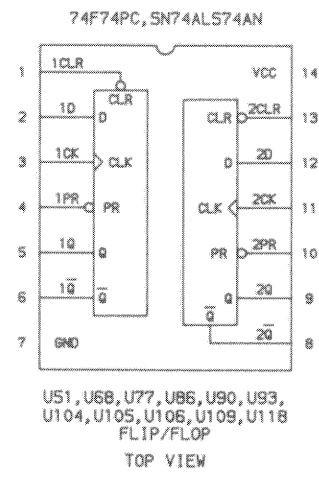 74F74PC,SN74ALS74AN
1 1CLR CLR VCC 14
2 1D D CLR 2CLR 13
3 1CK CLK D 2D 12
4 1PR PR CLK 2CK 11
5 1Q Q PR 2PR 10
6 1Q̅ Q̅ Q 2Q 9
7 GND Q̅ 2Q̅ 8
U51,U68,U77,U86,U90,U93,
U104,U105,U106,U109,U118
FLIP/FLOP
TOP VIEW